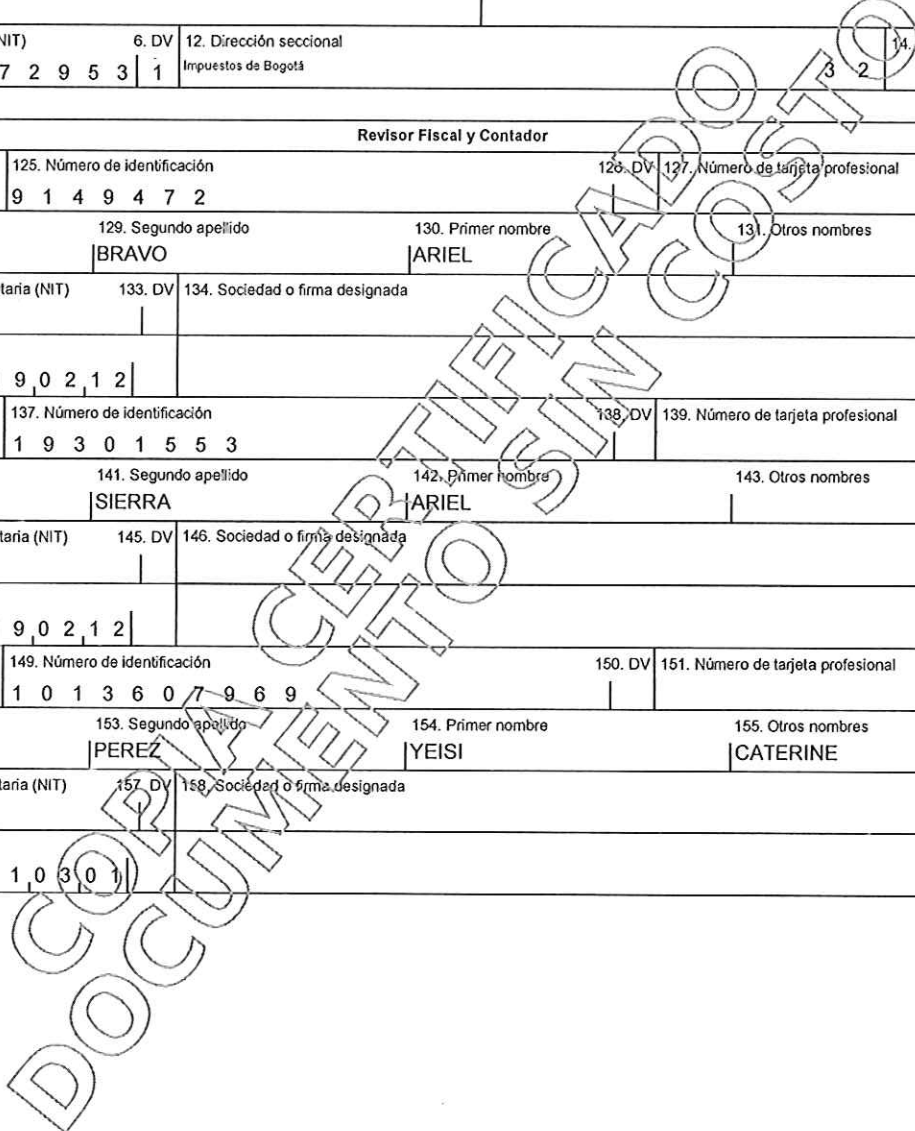 NIT) 6. DV 12. Dirección seccional 14.
7 2 9 5 3 1 Impuestos de Bogotá 3 2
Revisor Fiscal y Contador
125. Número de identificación 126. DV 127. Número de tarjeta profesional
9 1 4 9 4 7 2
129. Segundo apellido 130. Primer nombre 131. Otros nombres
BRAVO ARIEL
taria (NIT) 133. DV 134. Sociedad o firma designada
9 0 2 1 2
137. Número de identificación 138. DV 139. Número de tarjeta profesional
1 9 3 0 1 5 5 3
141. Segundo apellido 142. Primer nombre 143. Otros nombres
SIERRA ARIEL
taria (NIT) 145. DV 146. Sociedad o firma designada
9 0 2 1 2
149. Número de identificación 150. DV 151. Número de tarjeta profesional
1 0 1 3 6 0 7 9 6 9
153. Segundo apellido 154. Primer nombre 155. Otros nombres
PEREZ YEISI CATERINE
taria (NIT) 157. DV 158. Sociedad o firma designada
1 0 3 0 1
COPIA CERTIFICADO
DOCUMENTO SIN COSTO